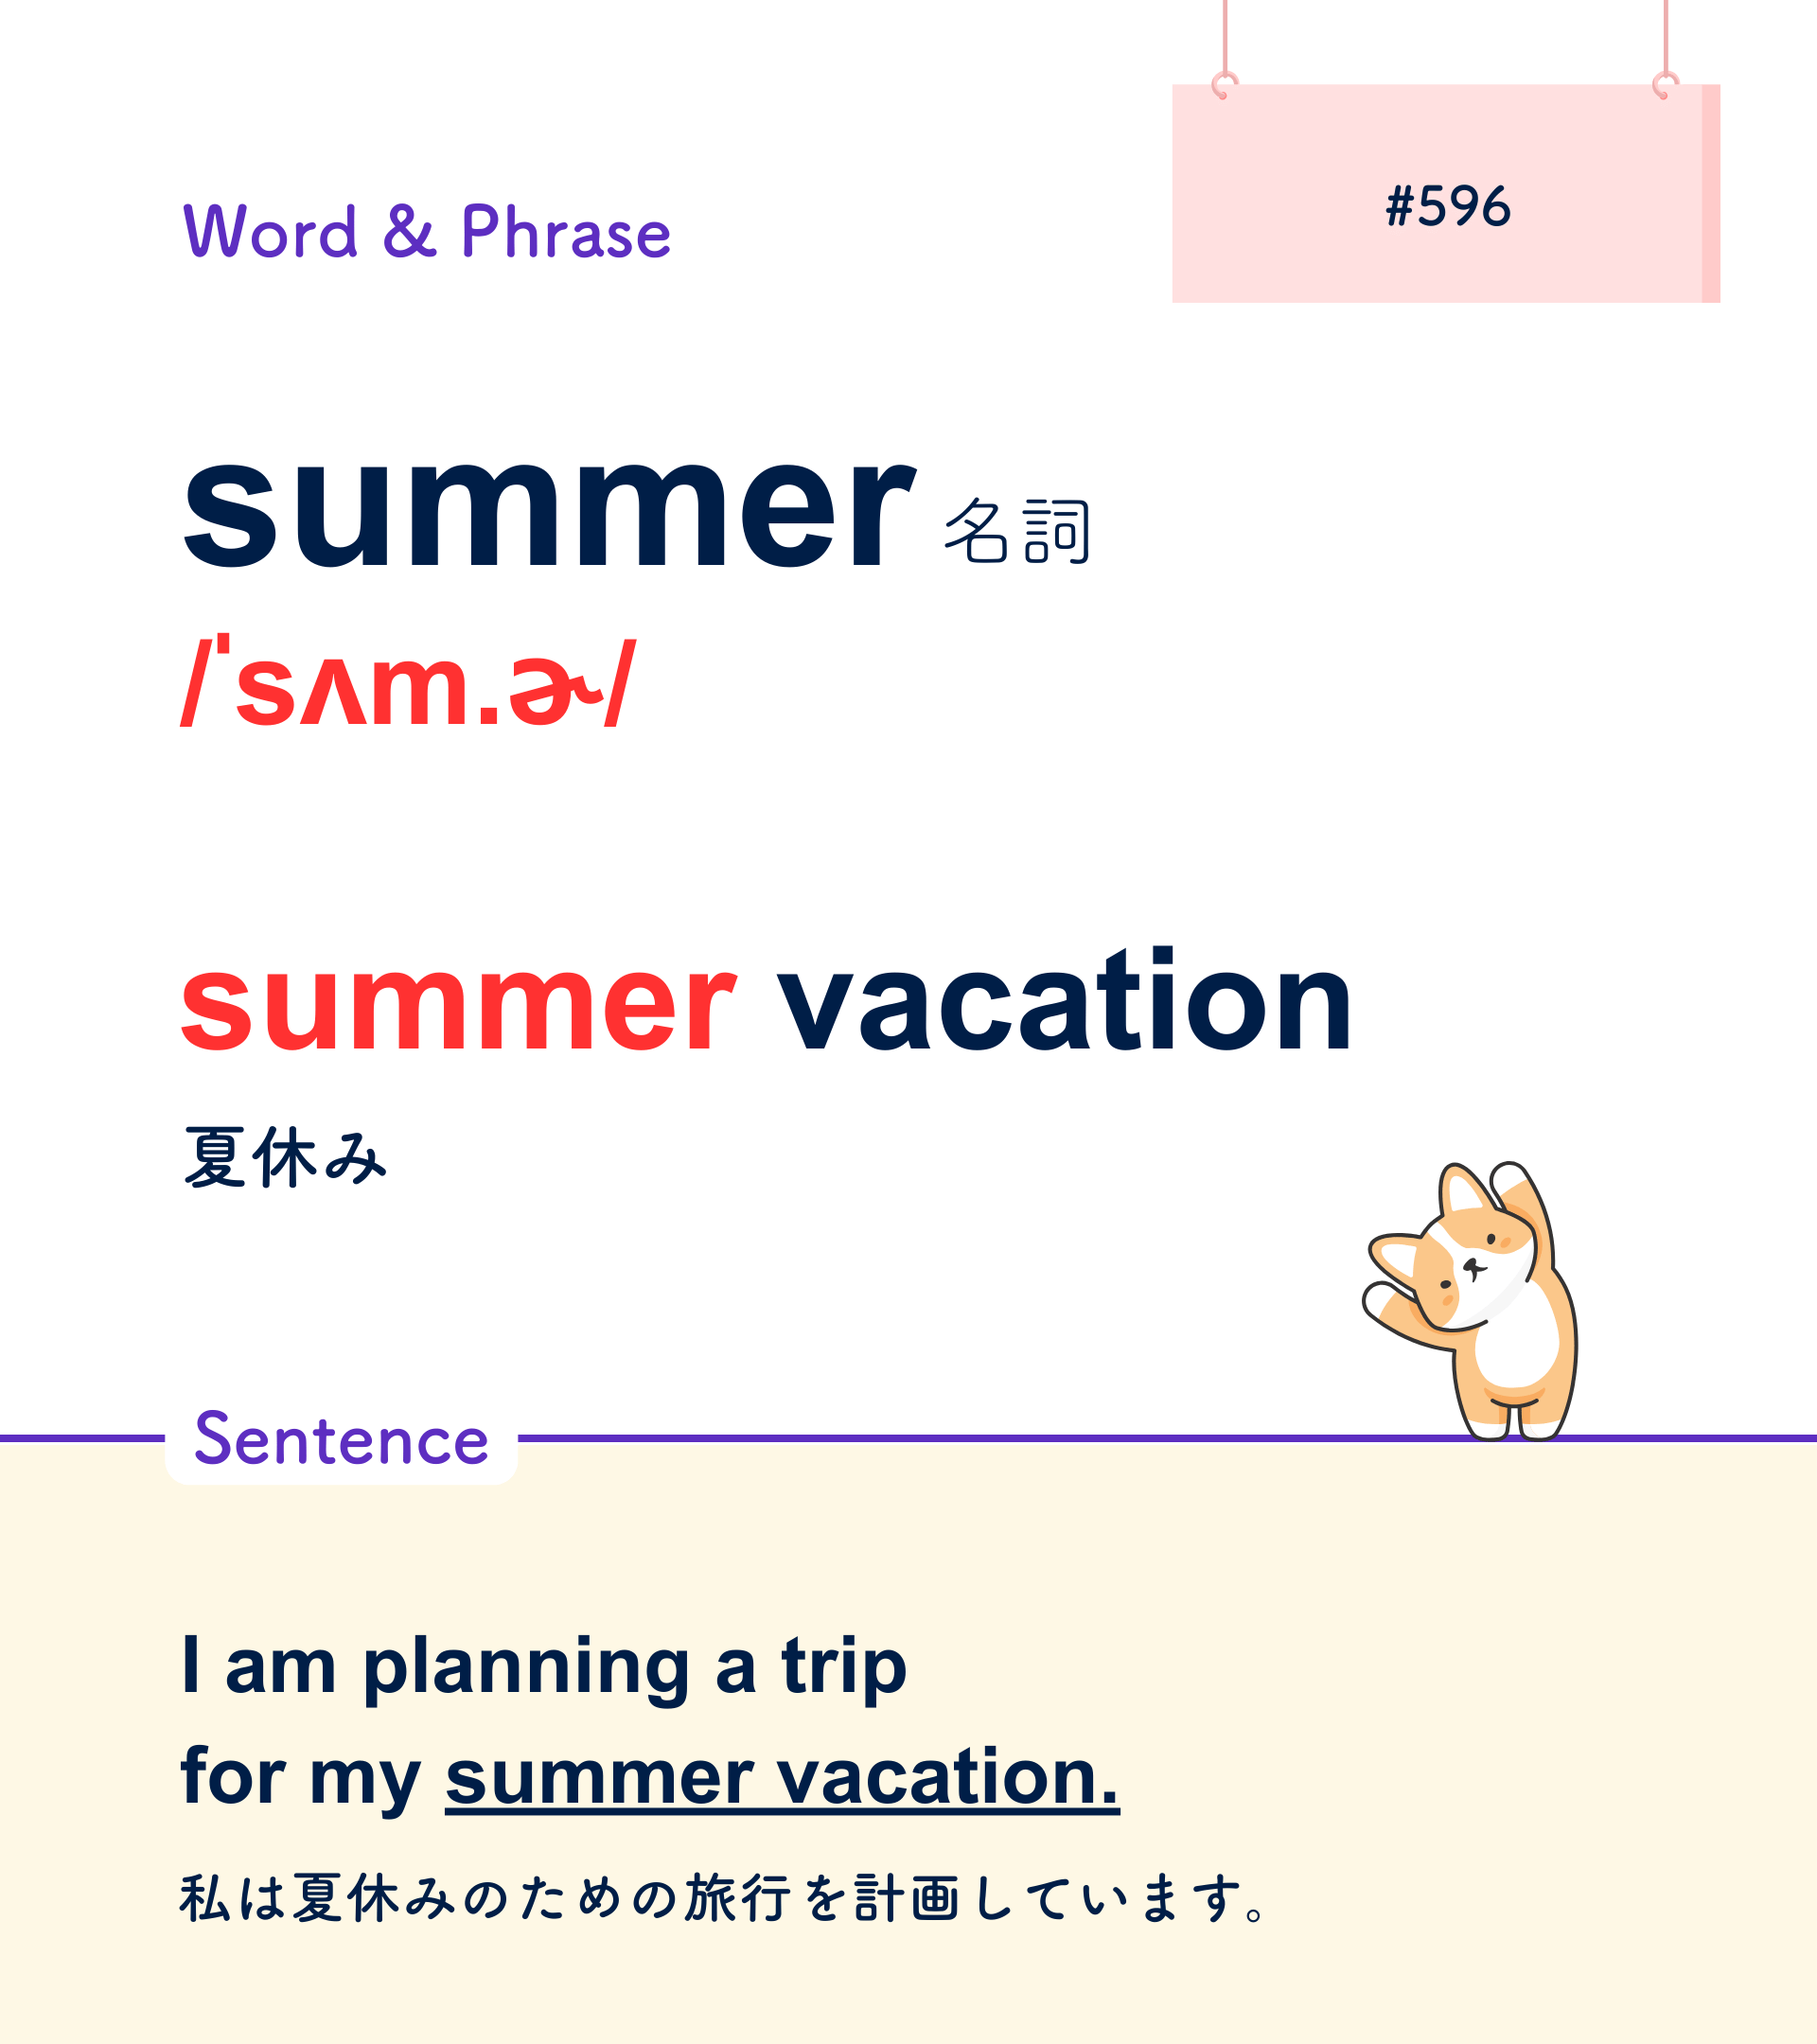 Word & Phrase
#596
summer 名詞
/ˈsʌm.ɚ/
summer vacation
夏休み
Sentence
I am planning a trip
for my summer vacation.
私は夏休みのための旅行を計画しています。